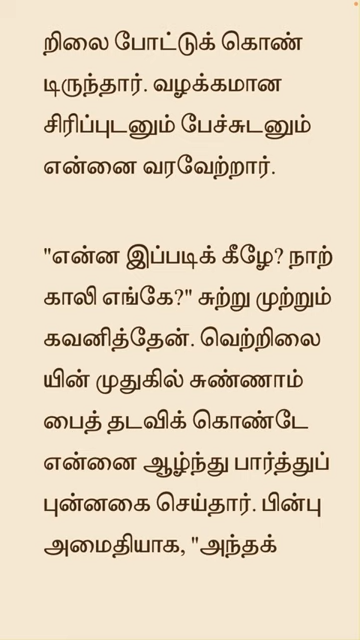 றிலை போட்டுக் கொண்
டிருந்தார். வழக்கமான
சிரிப்புடனும் பேச்சுடனும்
என்னை வரவேற்றார்.
"என்ன இப்படிக் கீழே? நாற்
காலி எங்கே?" சுற்று முற்றும்
கவனித்தேன். வெற்றிலை
யின் முதுகில் சுண்ணாம்
பைத் தடவிக் கொண்டே
என்னை ஆழ்ந்து பார்த்துப்
புன்னகை செய்தார். பின்பு
அமைதியாக, "அந்தக்